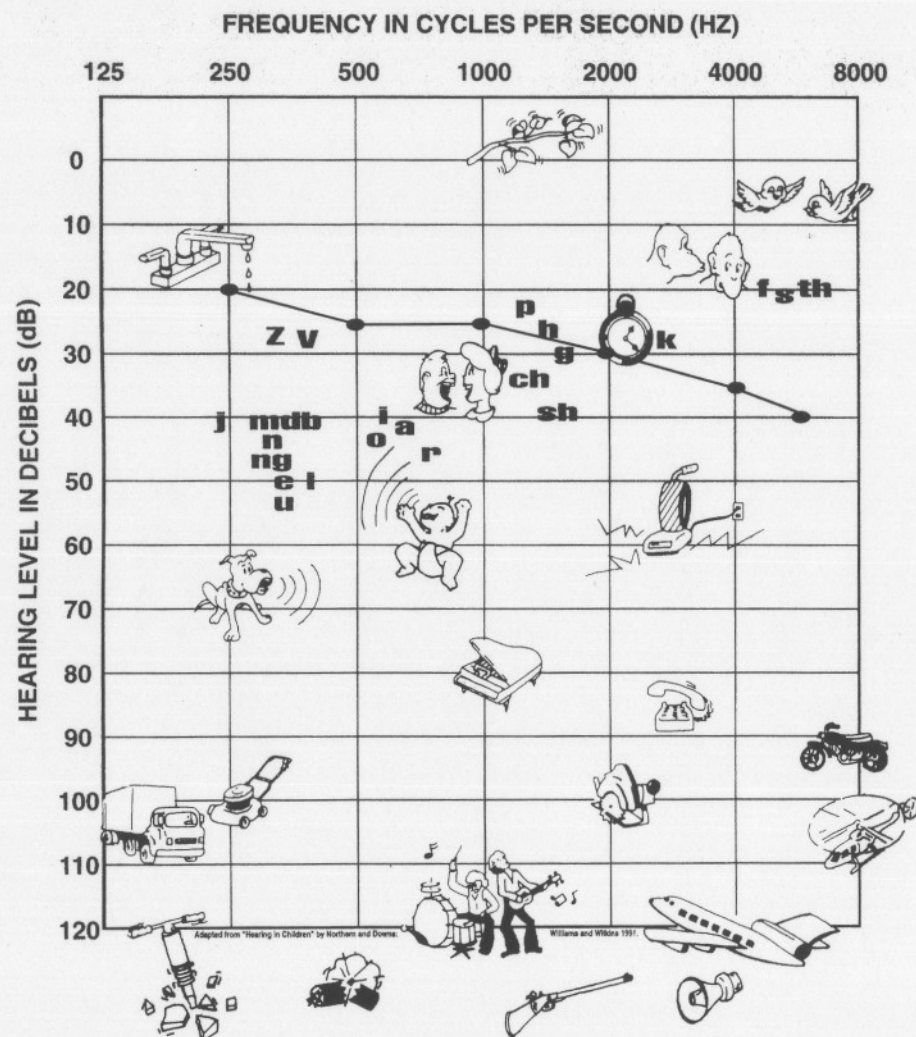 FREQUENCY IN CYCLES PER SECOND (HZ)
125 250 500 1000 2000 4000 8000
HEARING LEVEL IN DECIBELS (dB)
0
10
20
f s th
p
z v h k
30 g
ch
40 j mdb i a sh
n o
ng r
50 e l
u
60
70
80
90
100
110
120
Adapted from "Hearing in Children" by Northern and Downs: Williams and Wilkins 1991.